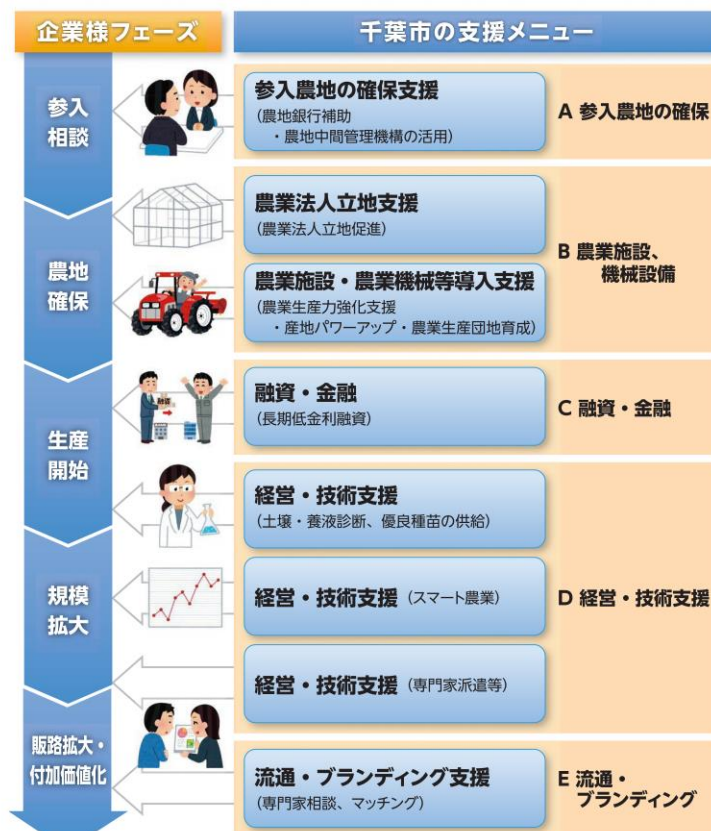 企業様フェーズ
千葉市の支援メニュー
参入
相談
参入農地の確保支援
(農地銀行補助
・農地中間管理機構の活用)
A 参入農地の確保
農地
確保
農業法人立地支援
(農業法人立地促進)
農業施設・農業機械等導入支援
(農業生産力強化支援
・産地パワーアップ・農業生産団地育成)
B 農業施設、
機械設備
生産
開始
融資
融資・金融
(長期低金利融資)
C 融資・金融
経営・技術支援
(土壌・養液診断、優良種苗の供給)
規模
拡大
経営・技術支援 (スマート農業)
経営・技術支援 (専門家派遣等)
D 経営・技術支援
販路拡大・
付加価値化
流通・ブランディング支援
(専門家相談、マッチング)
E 流通・
ブランディング